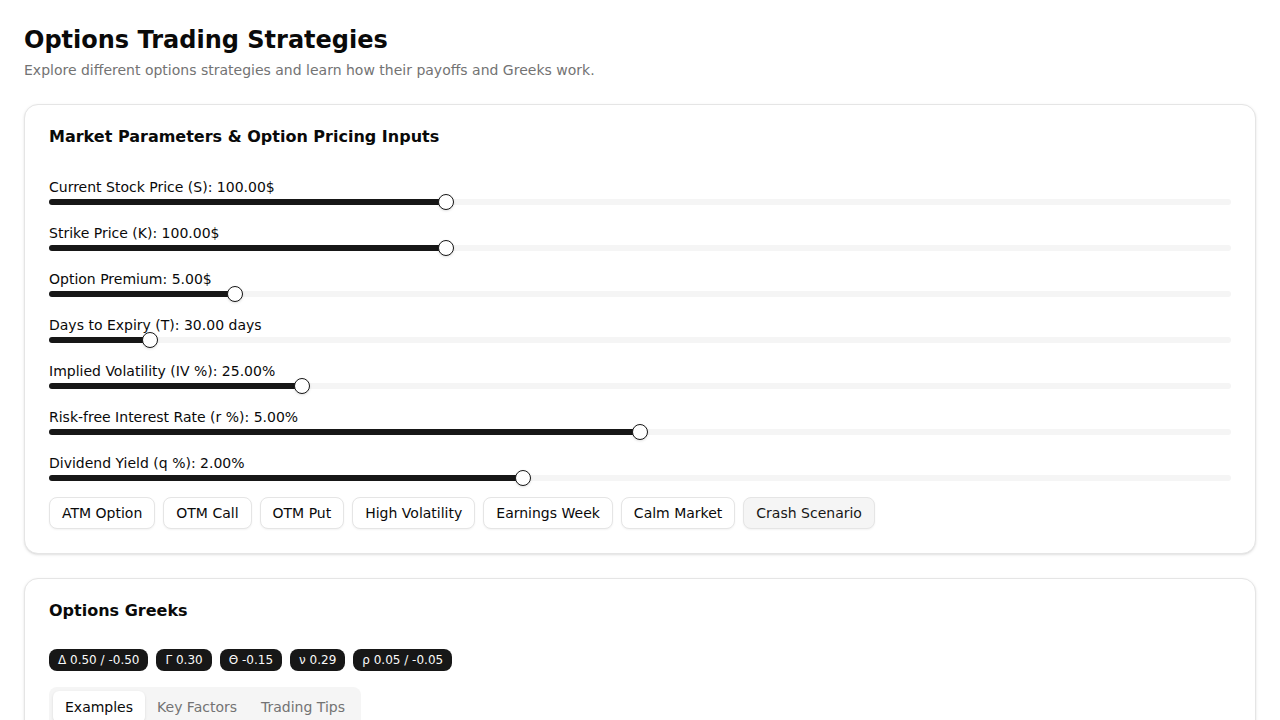 Options Trading Strategies
Explore different options strategies and learn how their payoffs and Greeks work.
Market Parameters & Option Pricing Inputs
Current Stock Price (S): 100.00$
Strike Price (K): 100.00$
Option Premium: 5.00$
Days to Expiry (T): 30.00 days
Implied Volatility (IV %): 25.00%
Risk-free Interest Rate (r %): 5.00%
Dividend Yield (q %): 2.00%
ATM Option OTM Call OTM Put High Volatility Earnings Week Calm Market Crash Scenario
Options Greeks
Δ 0.50 / -0.50 Γ 0.30 Θ -0.15 ν 0.29 ρ 0.05 / -0.05
Examples Key Factors Trading Tips